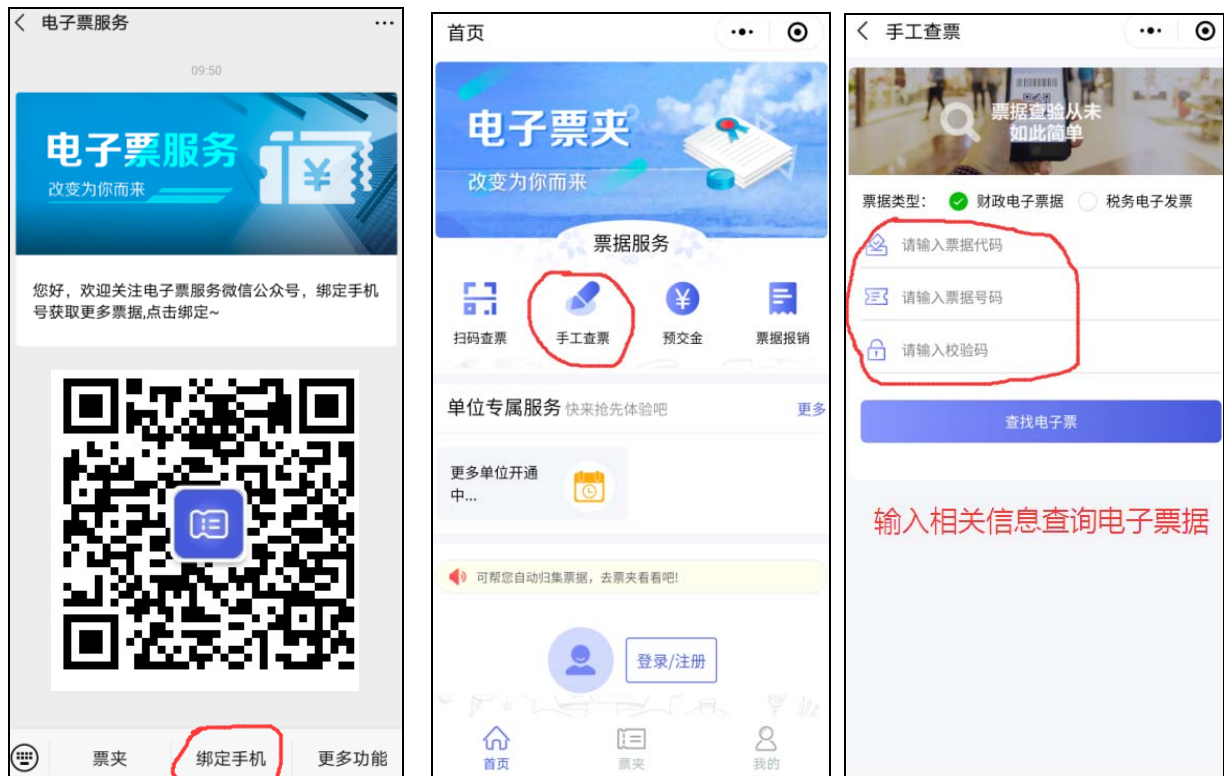 电子票服务
09:50
电子票服务
改变为你而来
您好，欢迎关注电子票服务微信公众号，绑定手机
号获取更多票据,点击绑定~
票夹
绑定手机
更多功能
首页
电子票夹
改变为你而来
票据服务
扫码查票
手工查票
预交金
票据报销
单位专属服务 快来抢先体验吧
更多
更多单位开通
中...
可帮您自动归集票据，去票夹看看吧!
登录/注册
首页
票夹
我的
手工查票
票据查验从未
如此简单
票据类型： 财政电子票据 税务电子发票
请输入票据代码
请输入票据号码
请输入校验码
查找电子票
输入相关信息查询电子票据